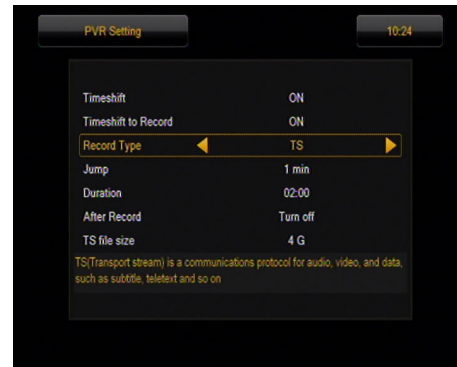 PVR Setting 10:24
Timeshift ON
Timeshift to Record ON
Record Type TS
Jump 1 min
Duration 02:00
After Record Turn off
TS file size 4 G
TS(Transport stream) is a communications protocol for audio, video, and data,
such as subtitle, teletext and so on